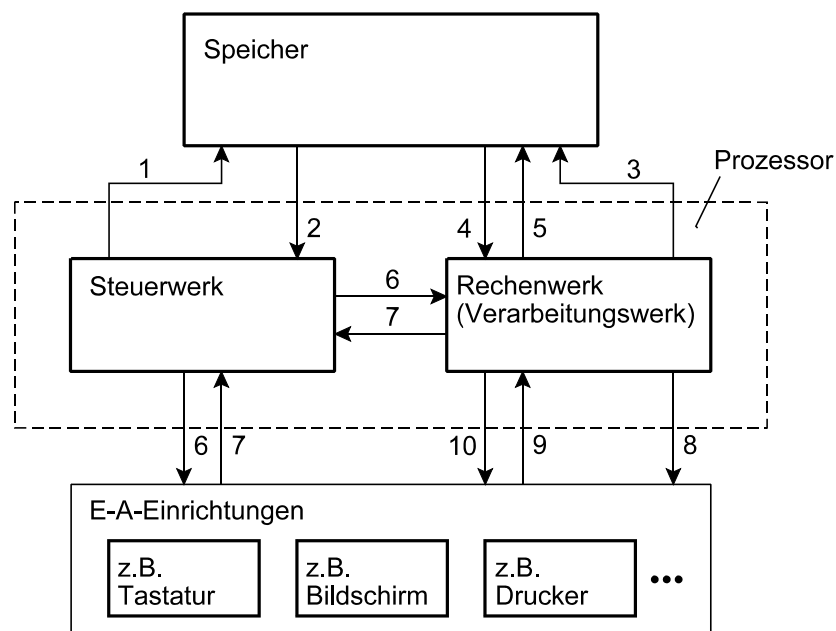 Speicher
Prozessor
1
3
2
4
5
Steuerwerk
6
Rechenwerk
(Verarbeitungswerk)
7
6
7
10
9
8
E-A-Einrichtungen
z.B.
Tastatur
z.B.
Bildschirm
z.B.
Drucker
•••